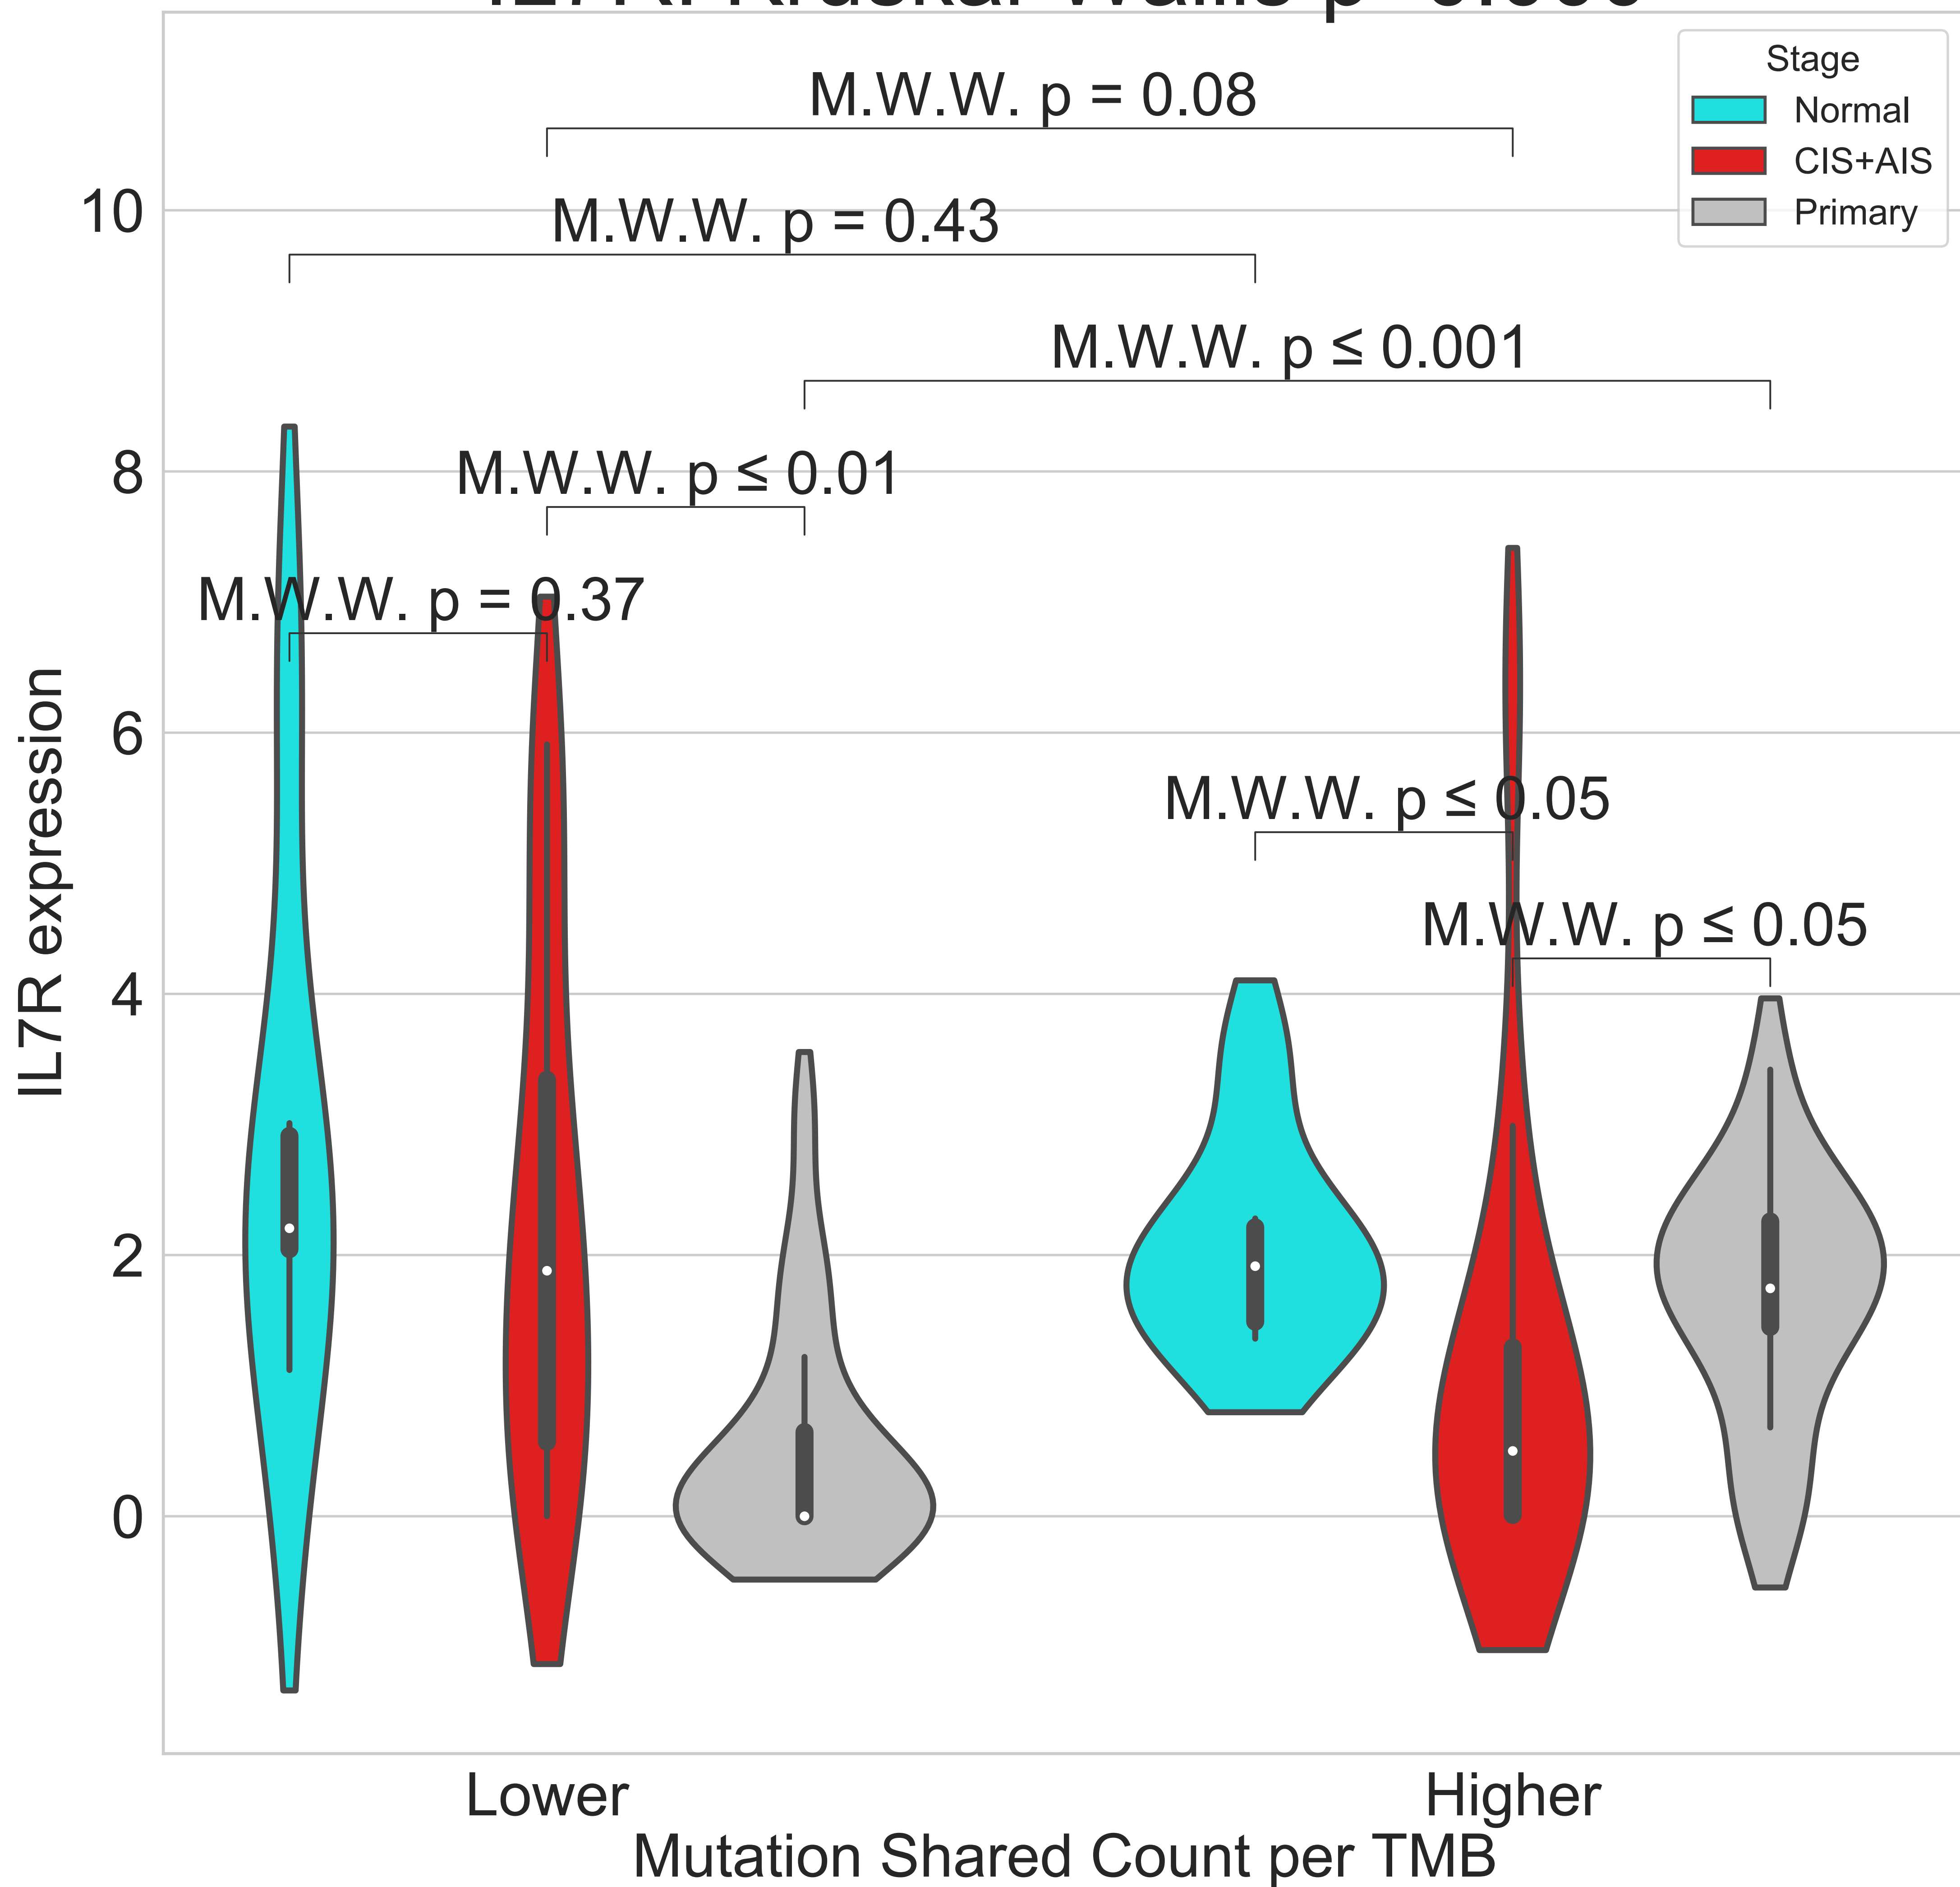 Stage
Normal
CIS+AIS
Primary
M.W.W. p = 0.08
M.W.W. p = 0.43
M.W.W. p ≤ 0.001
M.W.W. p ≤ 0.01
M.W.W. p = 0.37
M.W.W. p ≤ 0.05
M.W.W. p ≤ 0.05
10
8
6
4
2
0
IL7R expression
Lower
Higher
Mutation Shared Count per TMB